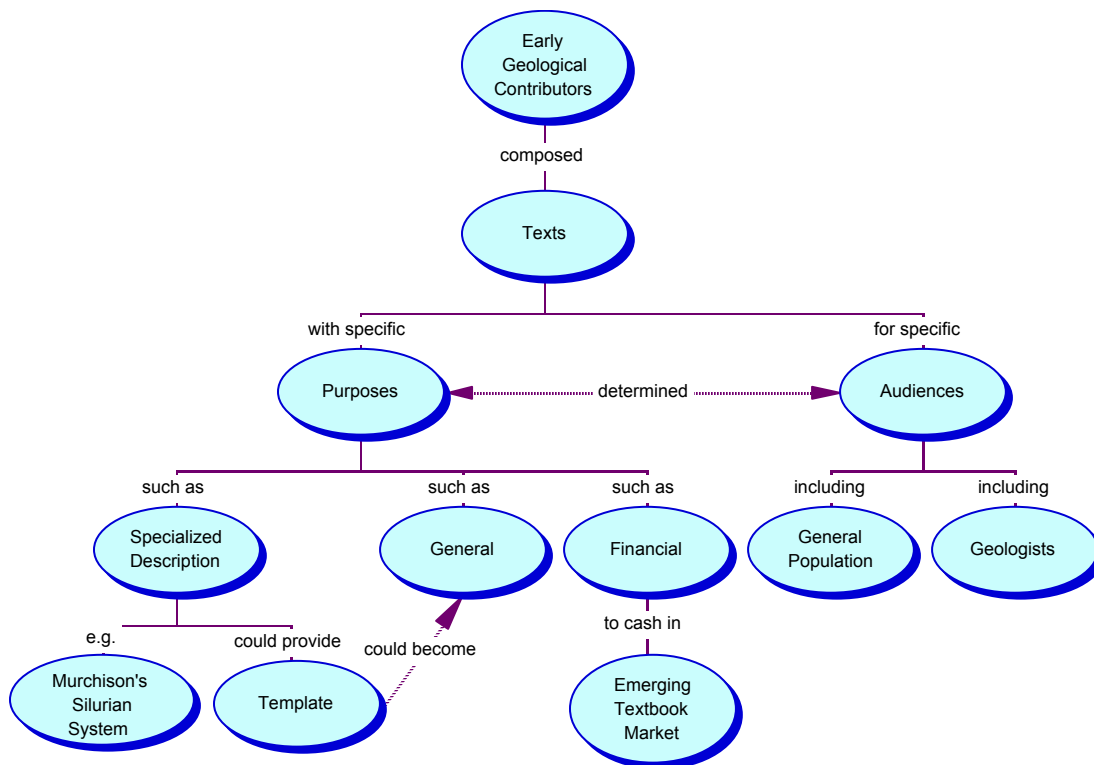 Early
Geological
Contributors
composed
Texts
with specific
for specific
Purposes
determined
Audiences
such as
such as
such as
including
including
Specialized
Description
General
Financial
General
Population
Geologists
e.g.
could provide
could become
to cash in
Murchison's
Silurian
System
Template
Emerging
Textbook
Market